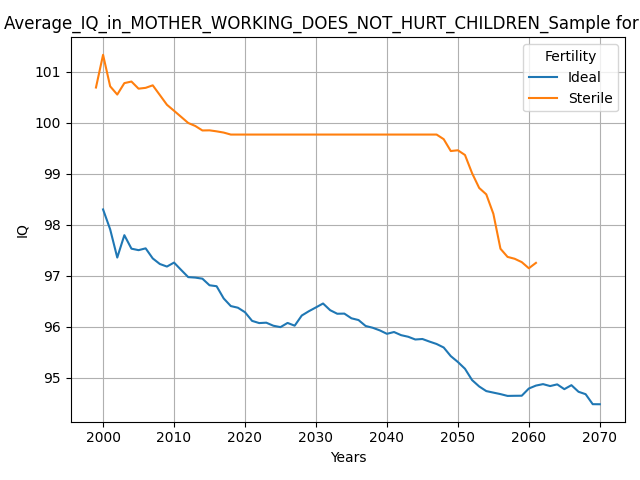 Average_IQ_in_MOTHER_WORKING_DOES_NOT_HURT_CHILDREN_Sample for
Fertility
Ideal
Sterile
IQ
101
100
99
98
97
96
95
2000 2010 2020 2030 2040 2050 2060 2070
Years